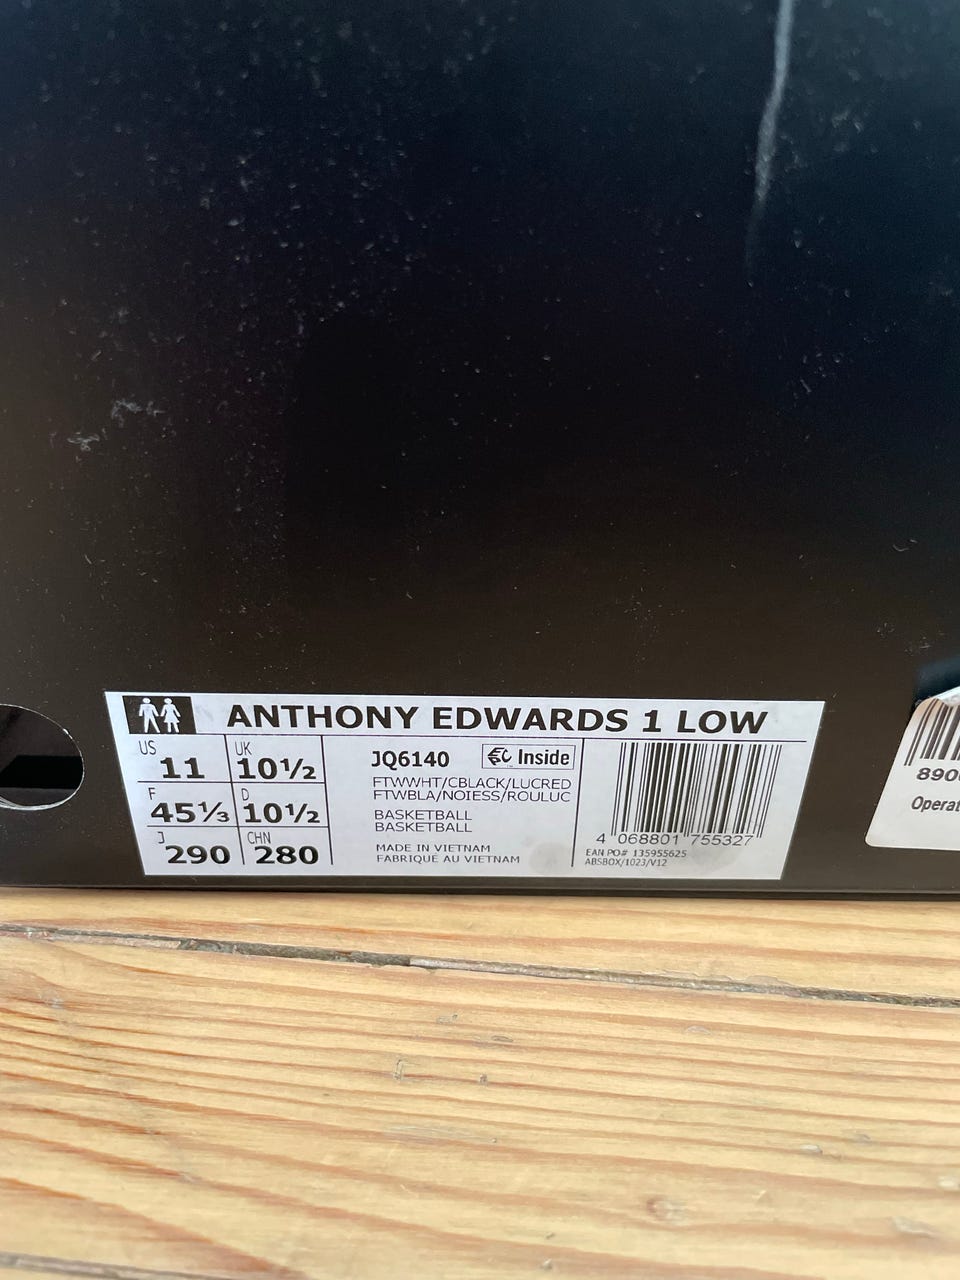 ANTHONY EDWARDS 1 LOW
US
11
UK
10½
F
45⅓
D
10½
J
290
CHN
280
JQ6140
Inside
FTWWHT/CBLACK/LUCRED
FTWBLA/NOIESS/ROULUC
BASKETBALL
BASKETBALL
MADE IN VIETNAM
FABRIQUÉ AU VIETNAM
4 068801 755327
EAN PO# 135955625
ABSBOX/1023/V12